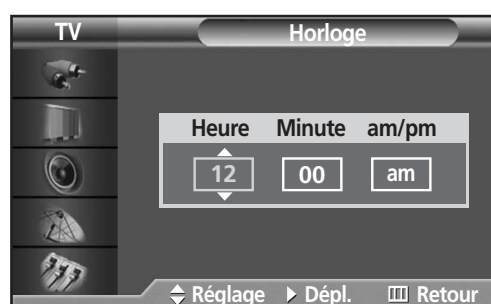 TV Horloge
Heure Minute am/pm
12 00 am
Réglage Dépl. Retour